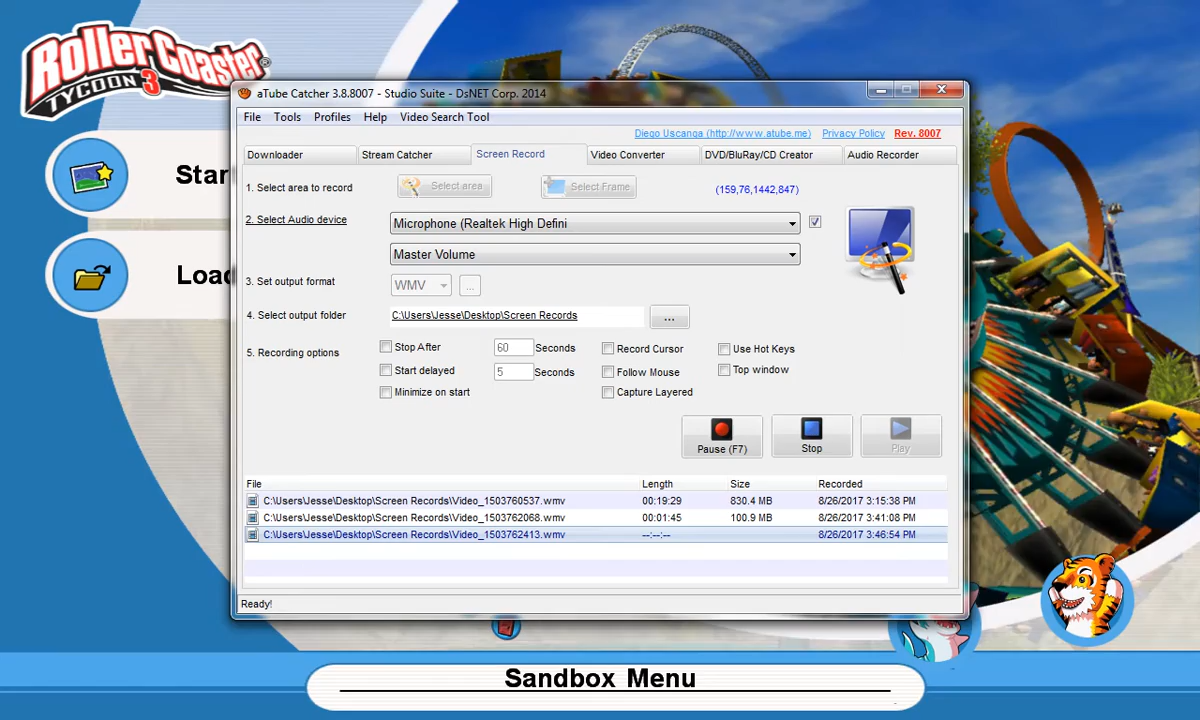 RollerCoaster®
TYCOON 3
aTube Catcher 3.8.8007 - Studio Suite - DsNET Corp. 2014
File Tools Profiles Help Video Search Tool
Diego Uscanga (http://www.atube.me) Privacy Policy Rev. 8007
Downloader Stream Catcher Screen Record Video Converter DVD/BluRay/CD Creator Audio Recorder
Star
1. Select area to record Select area Select Frame (159,76,1442,847)
2. Select Audio device Microphone (Realtek High Defini
Master Volume
Load
3. Set output format WMV ...
4. Select output folder C:\Users\Jesse\Desktop\Screen Records ...
5. Recording options
Stop After 60 Seconds Record Cursor Use Hot Keys
Start delayed 5 Seconds Follow Mouse Top window
Minimize on start Capture Layered
Pause (F7) Stop Play
File Length Size Recorded
C:\Users\Jesse\Desktop\Screen Records\Video_1503760537.wmv 00:19:29 830.4 MB 8/26/2017 3:15:38 PM
C:\Users\Jesse\Desktop\Screen Records\Video_1503762068.wmv 00:01:45 100.9 MB 8/26/2017 3:41:08 PM
C:\Users\Jesse\Desktop\Screen Records\Video_1503762413.wmv --:--:-- 8/26/2017 3:46:54 PM
Ready!
Sandbox Menu